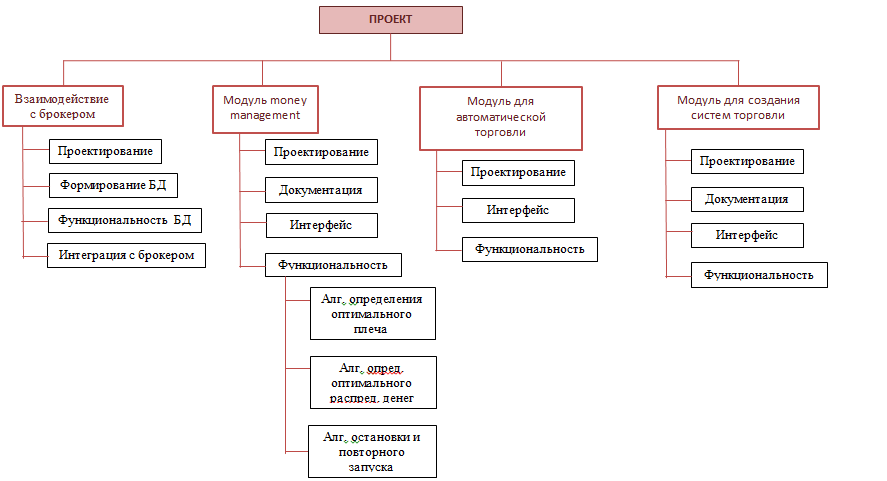 ПРОЕКТ
Взаимодействие
с брокером
Проектирование
Формирование БД
Функциональность БД
Интеграция с брокером
Модуль money
management
Проектирование
Документация
Интерфейс
Функциональность
Алг. определения
оптимального
плеча
Алг. опред.
оптимального
распред. денег
Алг. остановки и
повторного
запуска
Модуль для
автоматической
торговли
Проектирование
Интерфейс
Функциональность
Модуль для создания
систем торговли
Проектирование
Документация
Интерфейс
Функциональность